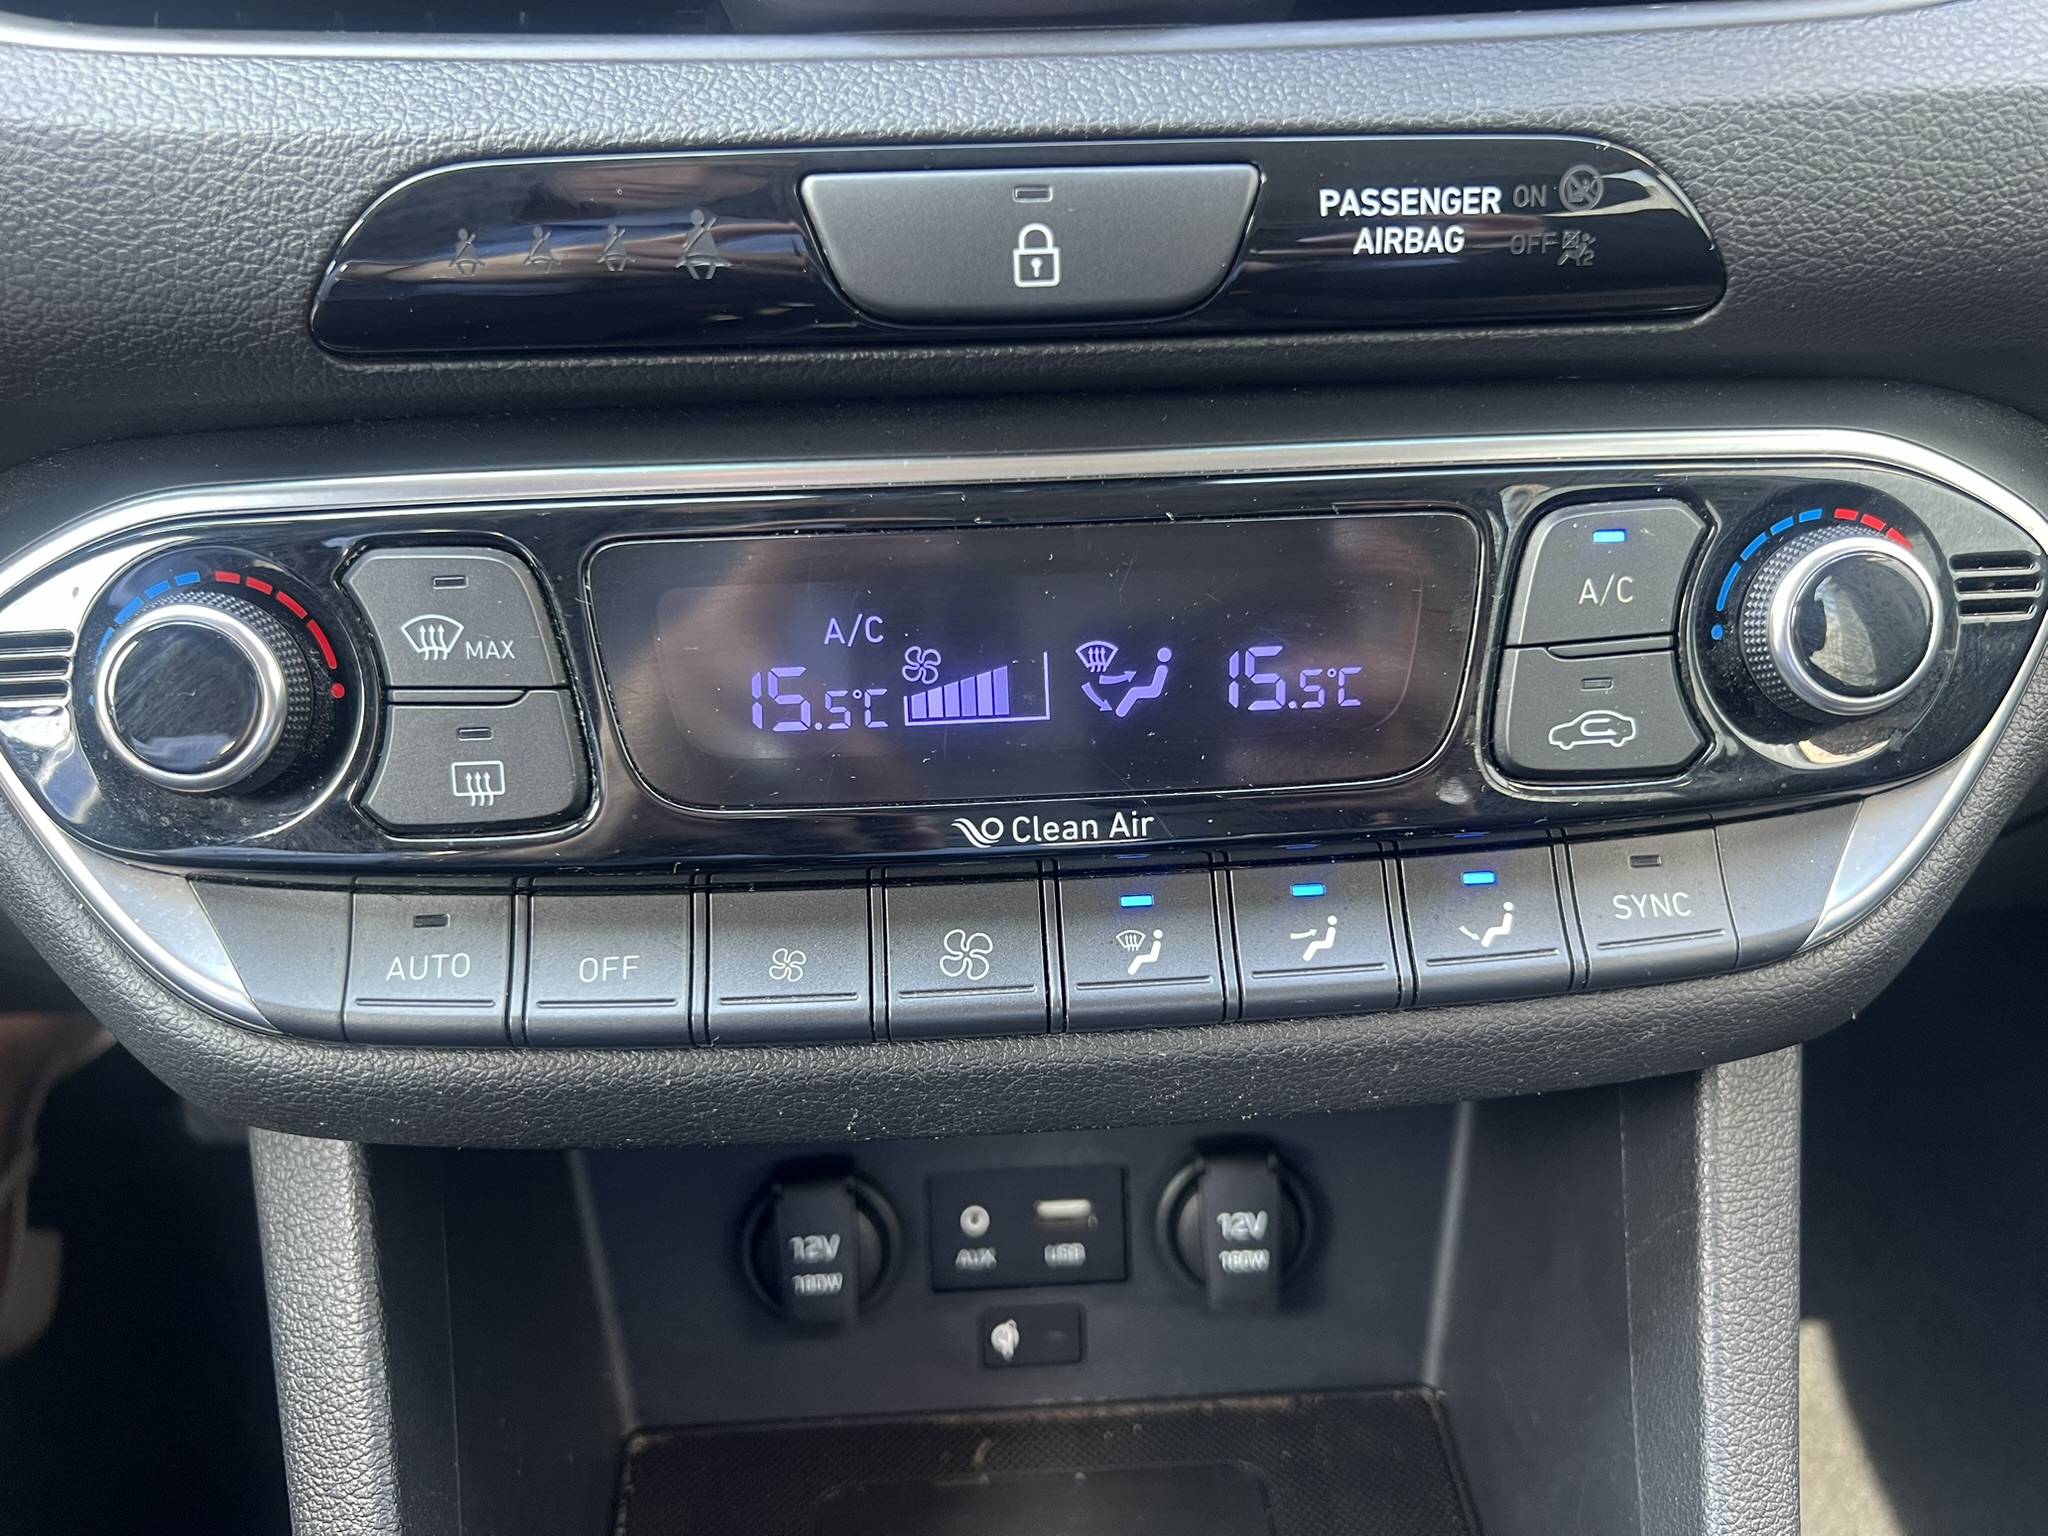 PASSENGER ON
AIRBAG OFF
2
A/C
15.5°C
15.5°C
MAX
A/C
Clean Air
AUTO
OFF
SYNC
12V
180W
AUX
USB
12V
180W